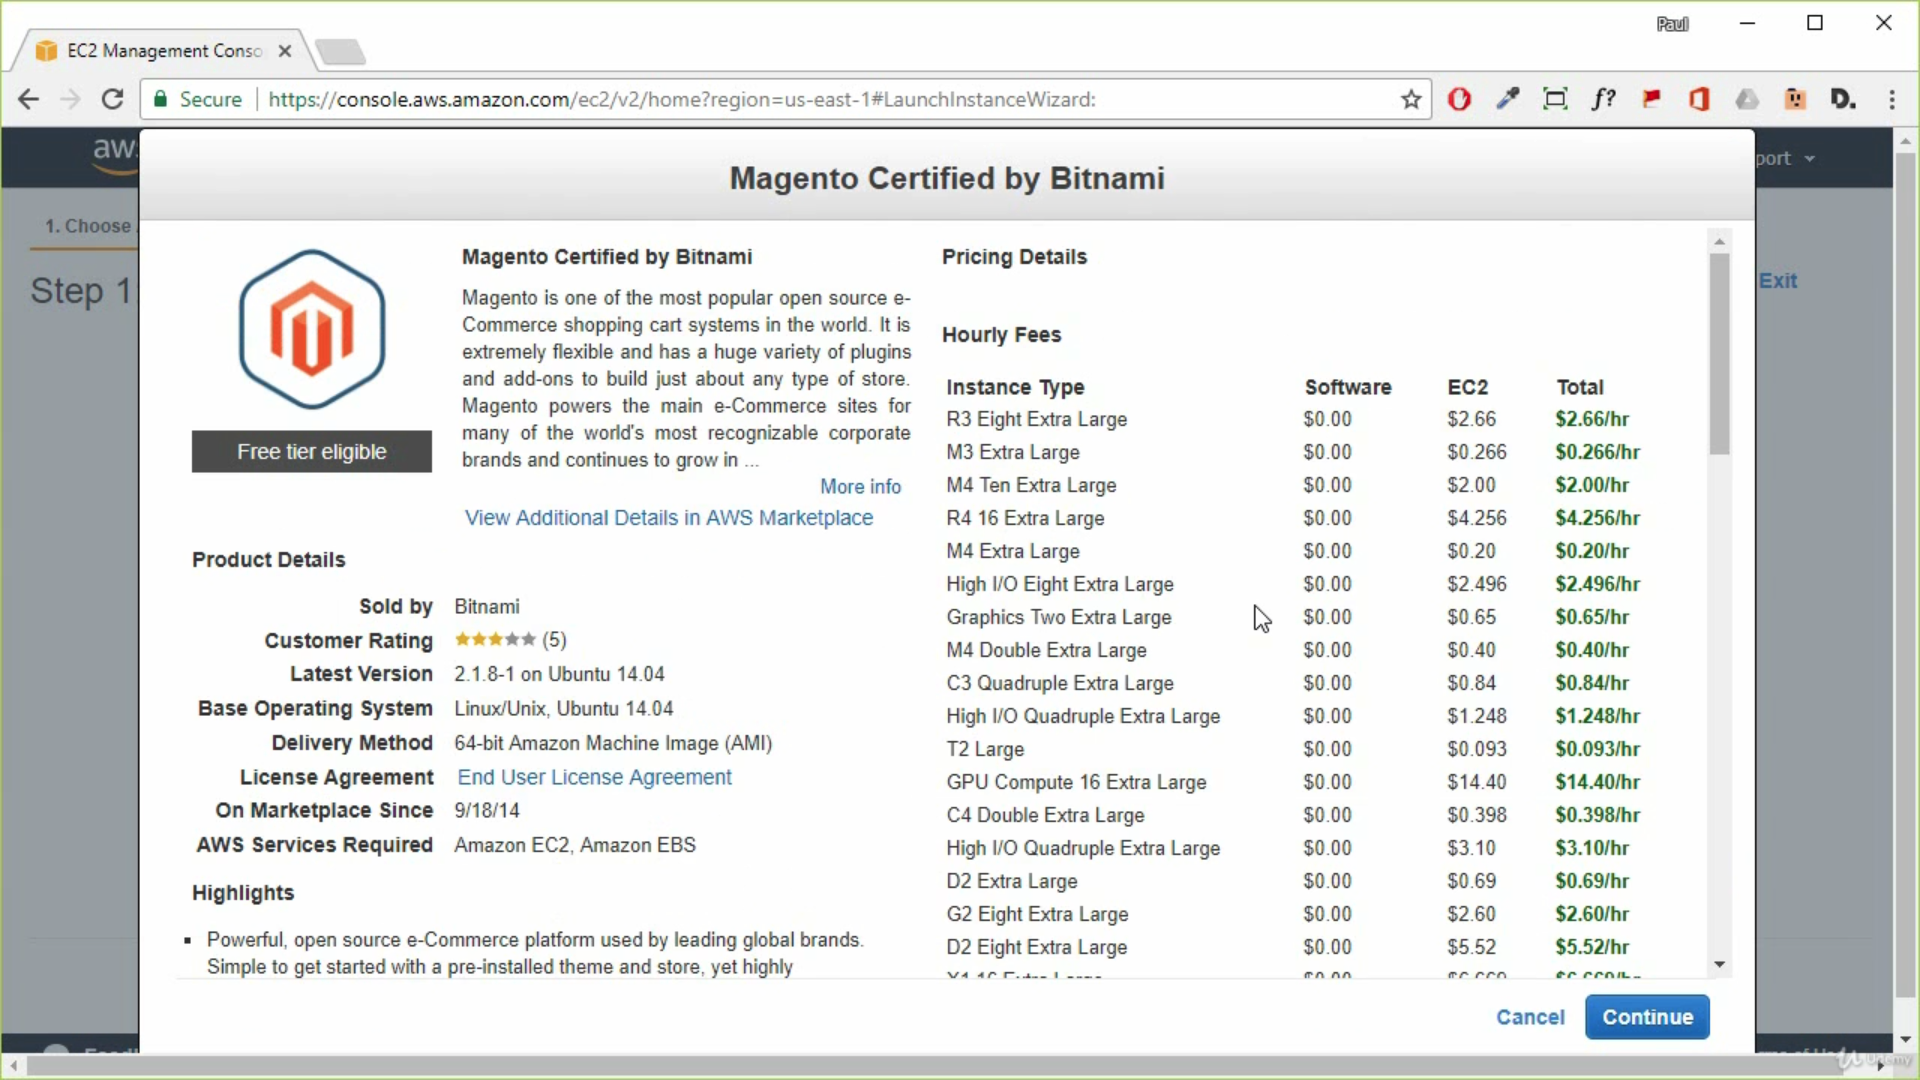 Paul
EC2 Management Conso
Secure
https://console.aws.amazon.com/ec2/v2/home?region=us-east-1#LaunchInstanceWizard:
f?
D.
aw
port
1. Choose
Step 1
Exit
Magento Certified by Bitnami
Free tier eligible
Magento Certified by Bitnami
Magento is one of the most popular open source e-
Commerce shopping cart systems in the world. It is
extremely flexible and has a huge variety of plugins
and add-ons to build just about any type of store.
Magento powers the main e-Commerce sites for
many of the world's most recognizable corporate
brands and continues to grow in ...
More info
View Additional Details in AWS Marketplace
Product Details
Sold by Bitnami
Customer Rating (5)
Latest Version 2.1.8-1 on Ubuntu 14.04
Base Operating System Linux/Unix, Ubuntu 14.04
Delivery Method 64-bit Amazon Machine Image (AMI)
License Agreement End User License Agreement
On Marketplace Since 9/18/14
AWS Services Required Amazon EC2, Amazon EBS
Highlights
Powerful, open source e-Commerce platform used by leading global brands.
Simple to get started with a pre-installed theme and store, yet highly
Pricing Details
Hourly Fees
Instance Type Software EC2 Total
R3 Eight Extra Large $0.00 $2.66 $2.66/hr
M3 Extra Large $0.00 $0.266 $0.266/hr
M4 Ten Extra Large $0.00 $2.00 $2.00/hr
R4 16 Extra Large $0.00 $4.256 $4.256/hr
M4 Extra Large $0.00 $0.20 $0.20/hr
High I/O Eight Extra Large $0.00 $2.496 $2.496/hr
Graphics Two Extra Large $0.00 $0.65 $0.65/hr
M4 Double Extra Large $0.00 $0.40 $0.40/hr
C3 Quadruple Extra Large $0.00 $0.84 $0.84/hr
High I/O Quadruple Extra Large $0.00 $1.248 $1.248/hr
T2 Large $0.00 $0.093 $0.093/hr
GPU Compute 16 Extra Large $0.00 $14.40 $14.40/hr
C4 Double Extra Large $0.00 $0.398 $0.398/hr
High I/O Quadruple Extra Large $0.00 $3.10 $3.10/hr
D2 Extra Large $0.00 $0.69 $0.69/hr
G2 Eight Extra Large $0.00 $2.60 $2.60/hr
D2 Eight Extra Large $0.00 $5.52 $5.52/hr
X1 16 Extra Large $0.00 $6.669 $6.669/hr
Cancel
Continue
Udemy